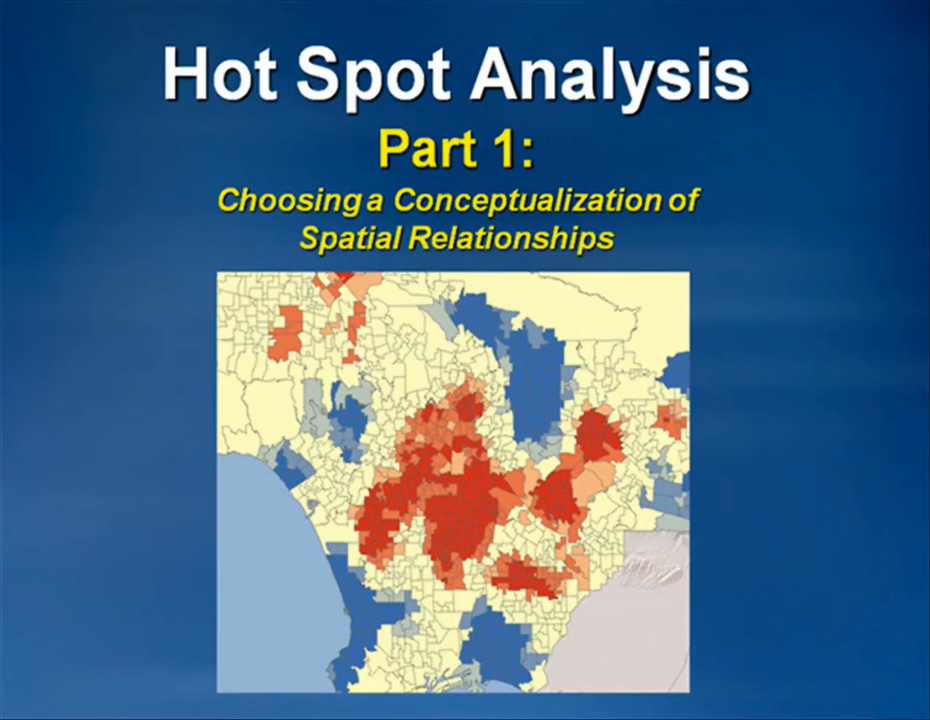 Hot Spot Analysis
Part 1:
Choosing a Conceptualization of
Spatial Relationships